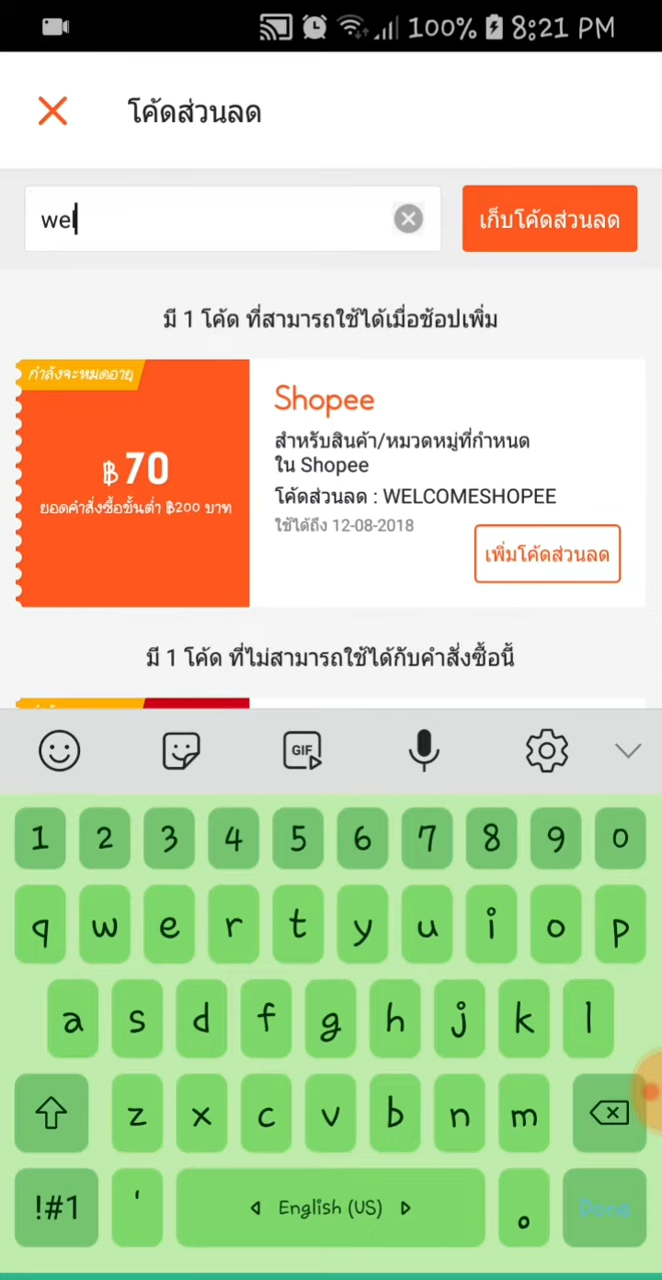 100% 8:21 PM
โค้ดส่วนลด
wel
เก็บโค้ดส่วนลด
มี 1 โค้ด ที่สามารถใช้ได้เมื่อช้อปเพิ่ม
กำลังจะหมดอายุ
฿70
ยอดคำสั่งซื้อขั้นต่ำ ฿200 บาท
Shopee
สำหรับสินค้า/หมวดหมู่ที่กำหนด
ใน Shopee
โค้ดส่วนลด : WELCOMESHOPEE
ใช้ได้ถึง 12-08-2018
เพิ่มโค้ดส่วนลด
มี 1 โค้ด ที่ไม่สามารถใช้ได้กับคำสั่งซื้อนี้
GIF
1 2 3 4 5 6 7 8 9 0
q w e r t y u i o p
a s d f g h j k l
z x c v b n m
!#1 ' English (US) . Done